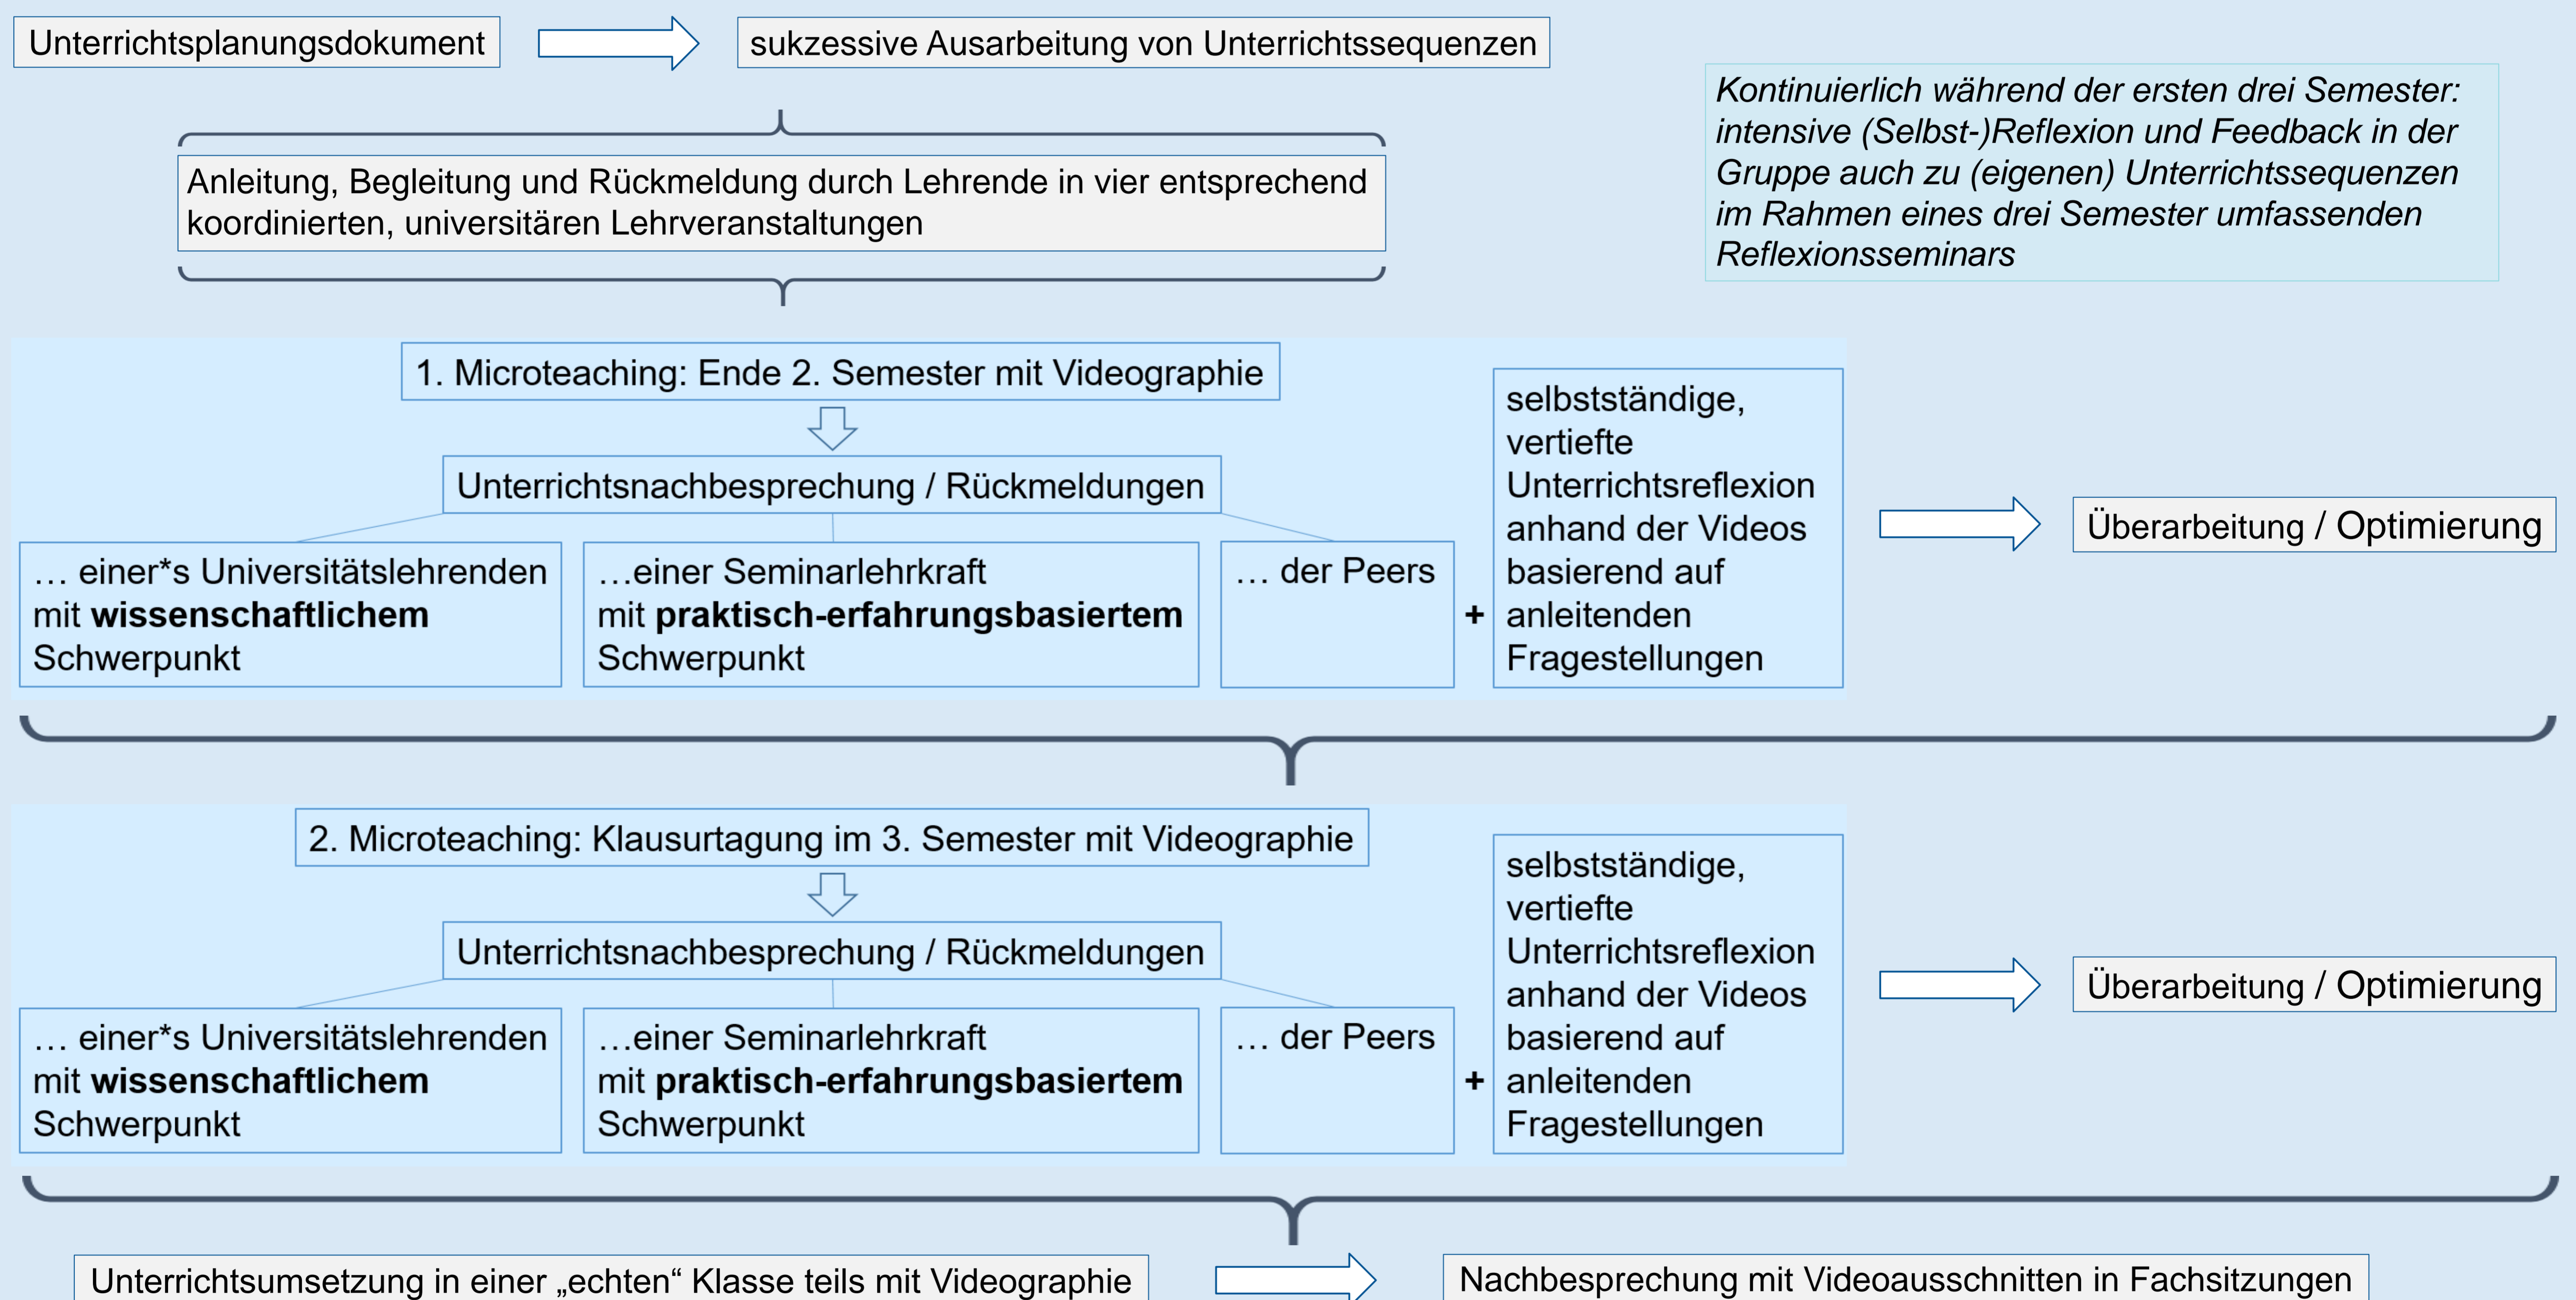 Unterrichtsplanungsdokument
sukzessive Ausarbeitung von Unterrichtssequenzen
Kontinuierlich während der ersten drei Semester:
intensive (Selbst-)Reflexion und Feedback in der
Gruppe auch zu (eigenen) Unterrichtssequenzen
im Rahmen eines drei Semester umfassenden
Reflexionsseminars
Anleitung, Begleitung und Rückmeldung durch Lehrende in vier entsprechend
koordinierten, universitären Lehrveranstaltungen
1. Microteaching: Ende 2. Semester mit Videographie
Unterrichtsnachbesprechung / Rückmeldungen
… einer*s Universitätslehrenden
mit wissenschaftlichem
Schwerpunkt
…einer Seminarlehrkraft
mit praktisch-erfahrungsbasiertem
Schwerpunkt
… der Peers
+
selbstständige,
vertiefte
Unterrichtsreflexion
anhand der Videos
basierend auf
anleitenden
Fragestellungen
Überarbeitung / Optimierung
2. Microteaching: Klausurtagung im 3. Semester mit Videographie
Unterrichtsnachbesprechung / Rückmeldungen
… einer*s Universitätslehrenden
mit wissenschaftlichem
Schwerpunkt
…einer Seminarlehrkraft
mit praktisch-erfahrungsbasiertem
Schwerpunkt
… der Peers
+
selbstständige,
vertiefte
Unterrichtsreflexion
anhand der Videos
basierend auf
anleitenden
Fragestellungen
Überarbeitung / Optimierung
Unterrichtsumsetzung in einer „echten“ Klasse teils mit Videographie
Nachbesprechung mit Videoausschnitten in Fachsitzungen